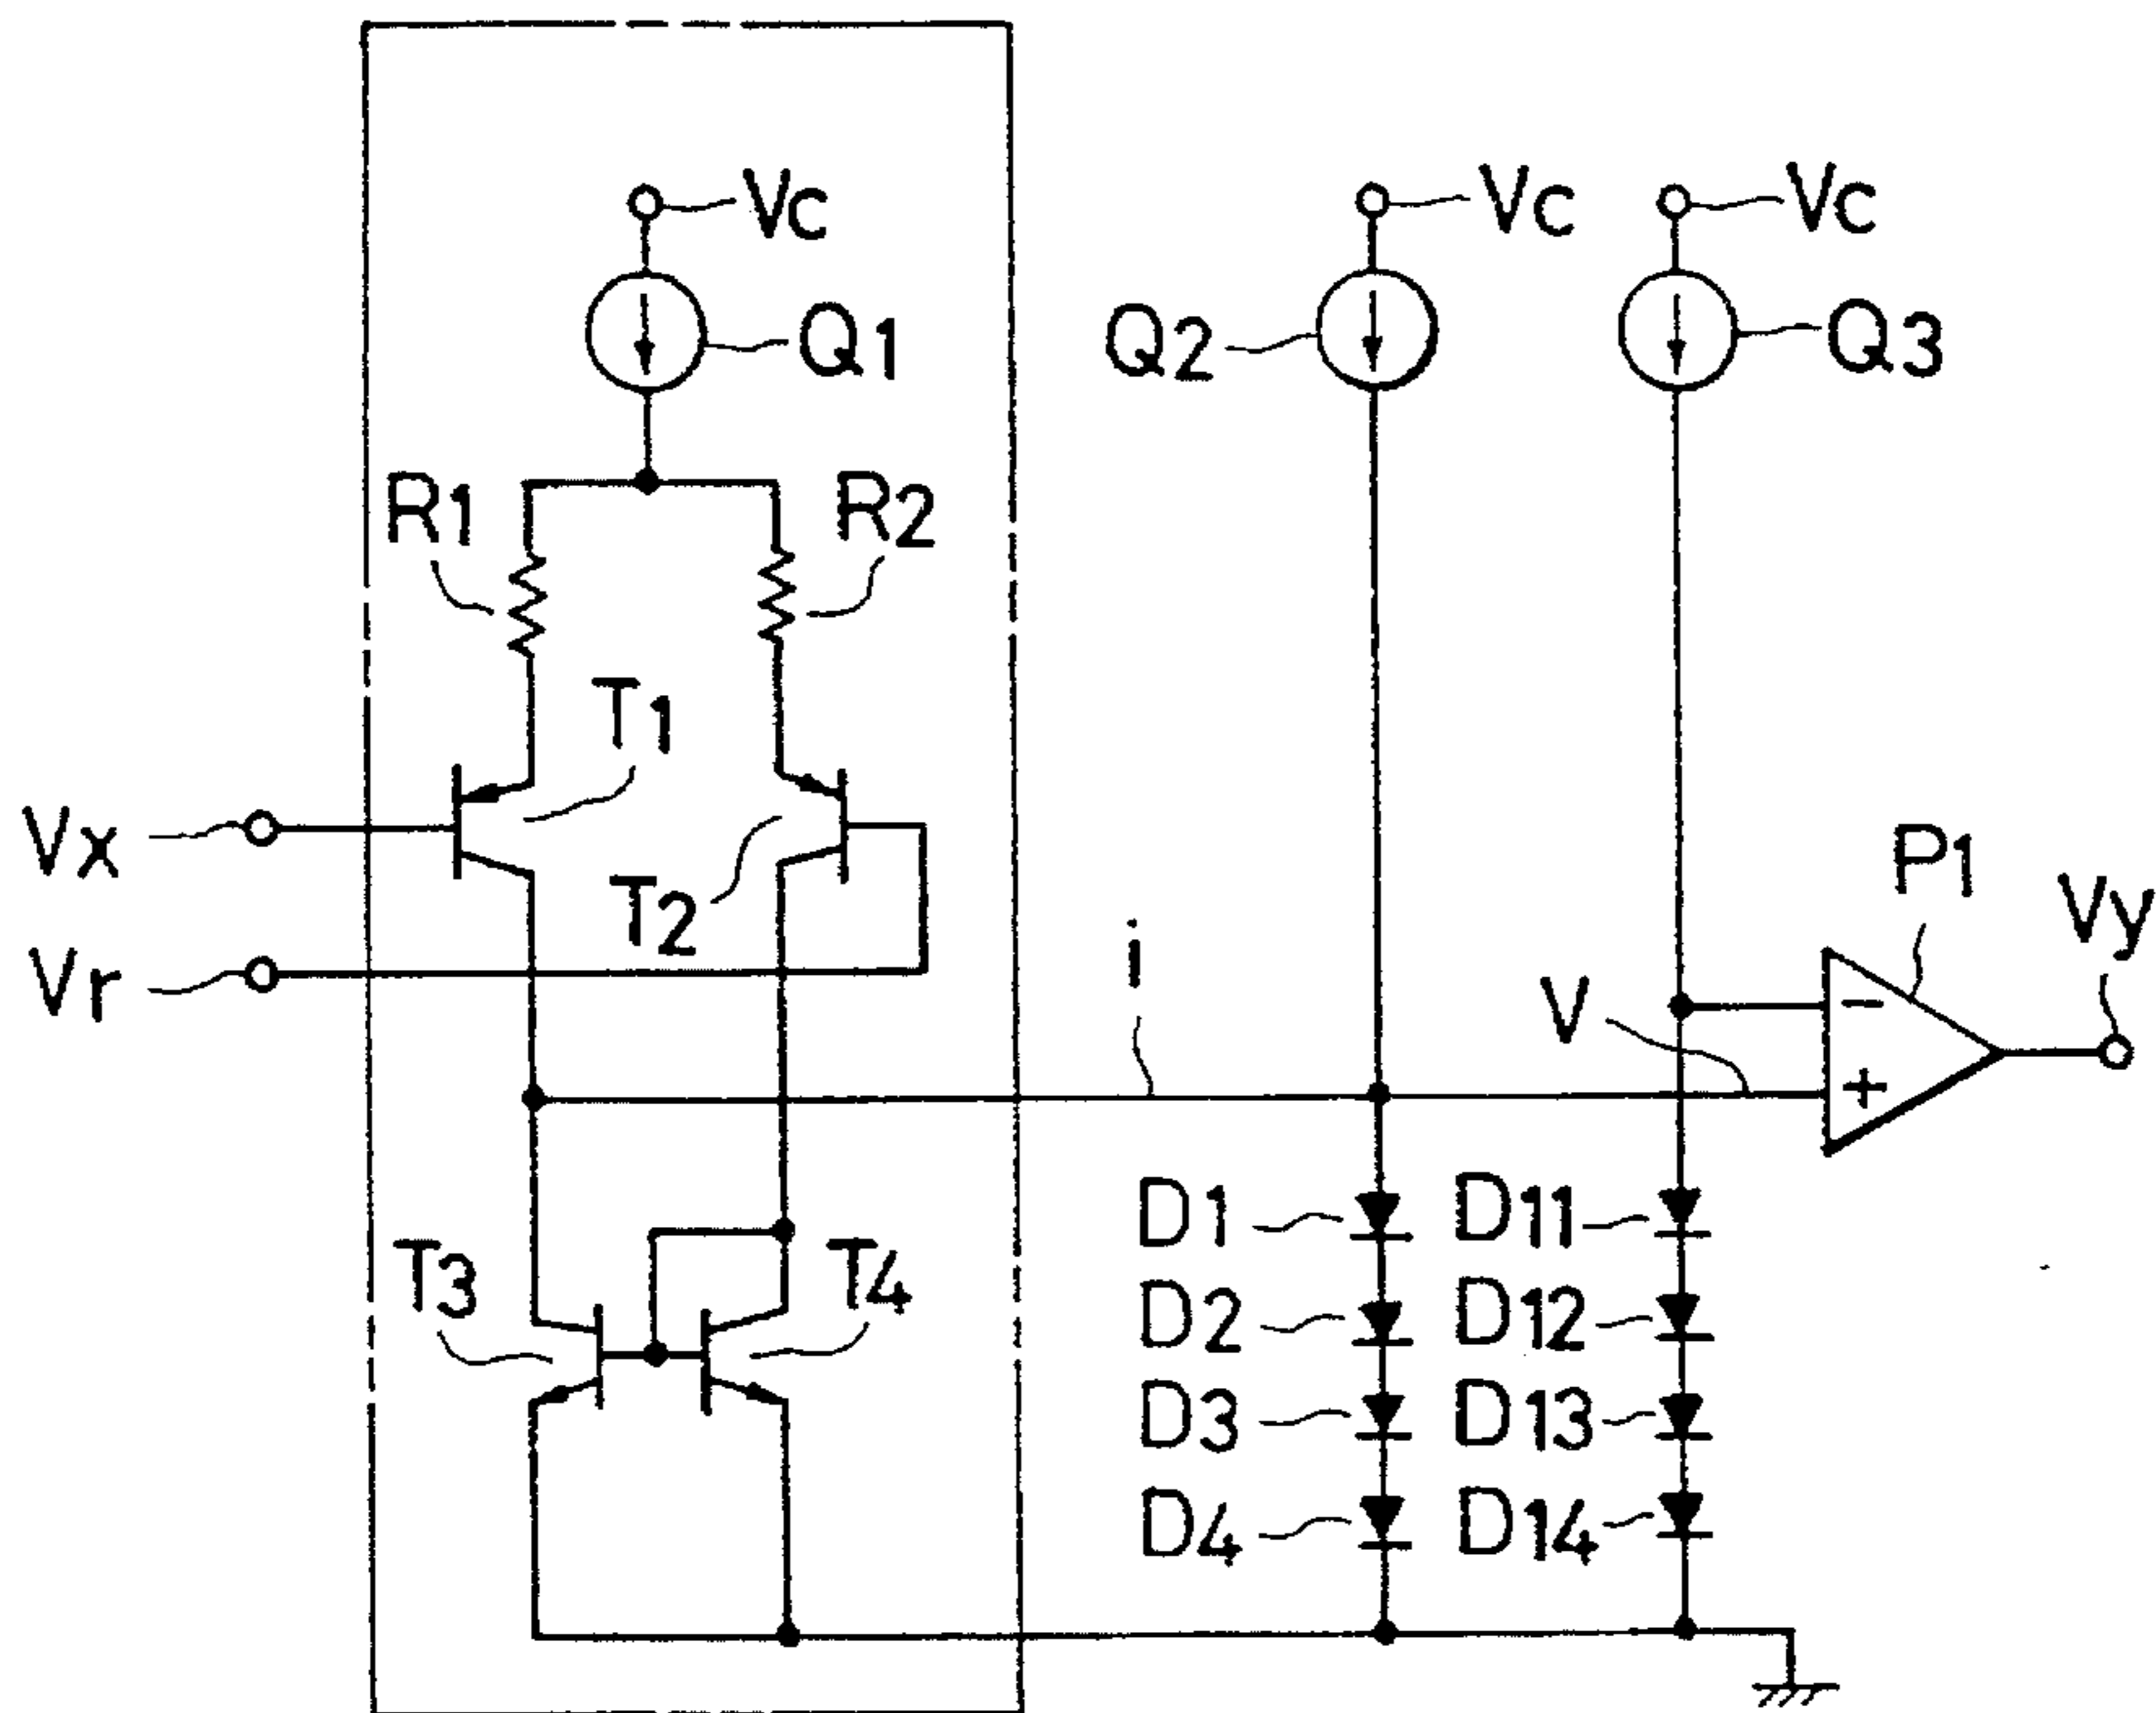 Vc
Vc
Vc
Q1
Q2
Q3
R1
R2
T1
Vx
T2
P1
Vy
Vr
i
V
−
+
D1
D11
T3
T4
D2
D12
D3
D13
D4
D14